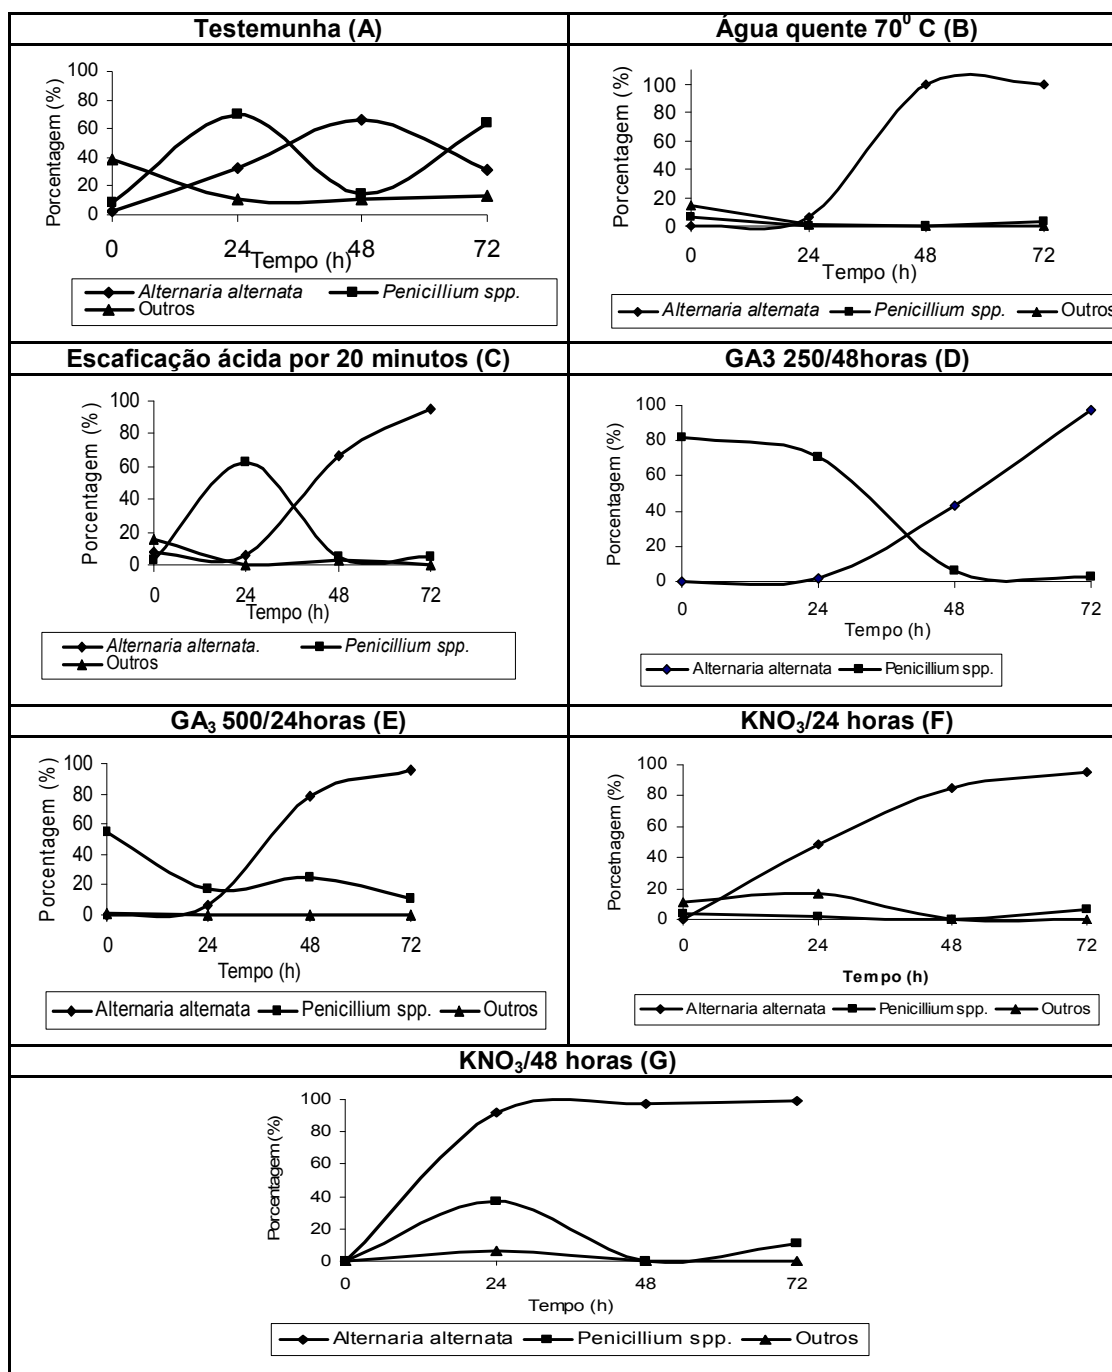 Testemunha (A)
Porcentagem (%)
100
80
60
40
20
0
0 24 48 72
Tempo (h)
Alternaria alternata Penicillium spp.
Outros
Água quente 70⁰ C (B)
Porcentagem (%)
100
80
60
40
20
0
0 24 48 72
Tempo (h)
Alternaria alternata Penicillium spp. Outros
Escaficação ácida por 20 minutos (C)
Porcentagem (%)
100
80
60
40
20
0
0 24 48 72
Tempo (h)
Alternaria alternata. Penicillium spp.
Outros
GA3 250/48horas (D)
Porcentagem (%)
100
80
60
40
20
0
0 24 48 72
Tempo (h)
Alternaria alternata Penicillium spp.
GA₃ 500/24horas (E)
Porcentagem (%)
100
80
60
40
20
0
0 24 48 72
Tempo (h)
Alternaria alternata Penicillium spp. Outros
KNO₃/24 horas (F)
Porcetnagem (%)
100
80
60
40
20
0
0 24 48 72
Tempo (h)
Alternaria alternata Penicillium spp. Outros
KNO₃/48 horas (G)
Porcentagem (%)
100
80
60
40
20
0
0 24 48 72
Tempo (h)
Alternaria alternata Penicillium spp. Outros